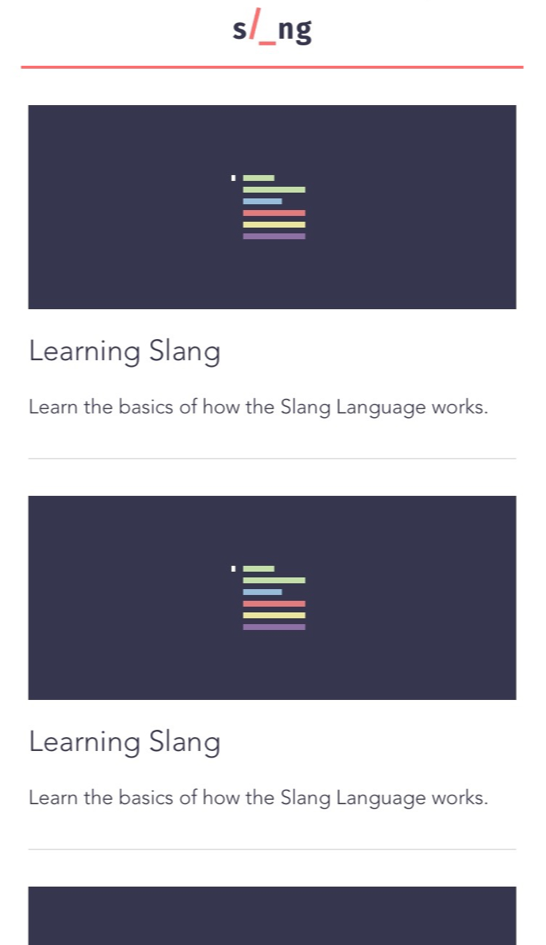 s/_ng
Learning Slang
Learn the basics of how the Slang Language works.
Learning Slang
Learn the basics of how the Slang Language works.